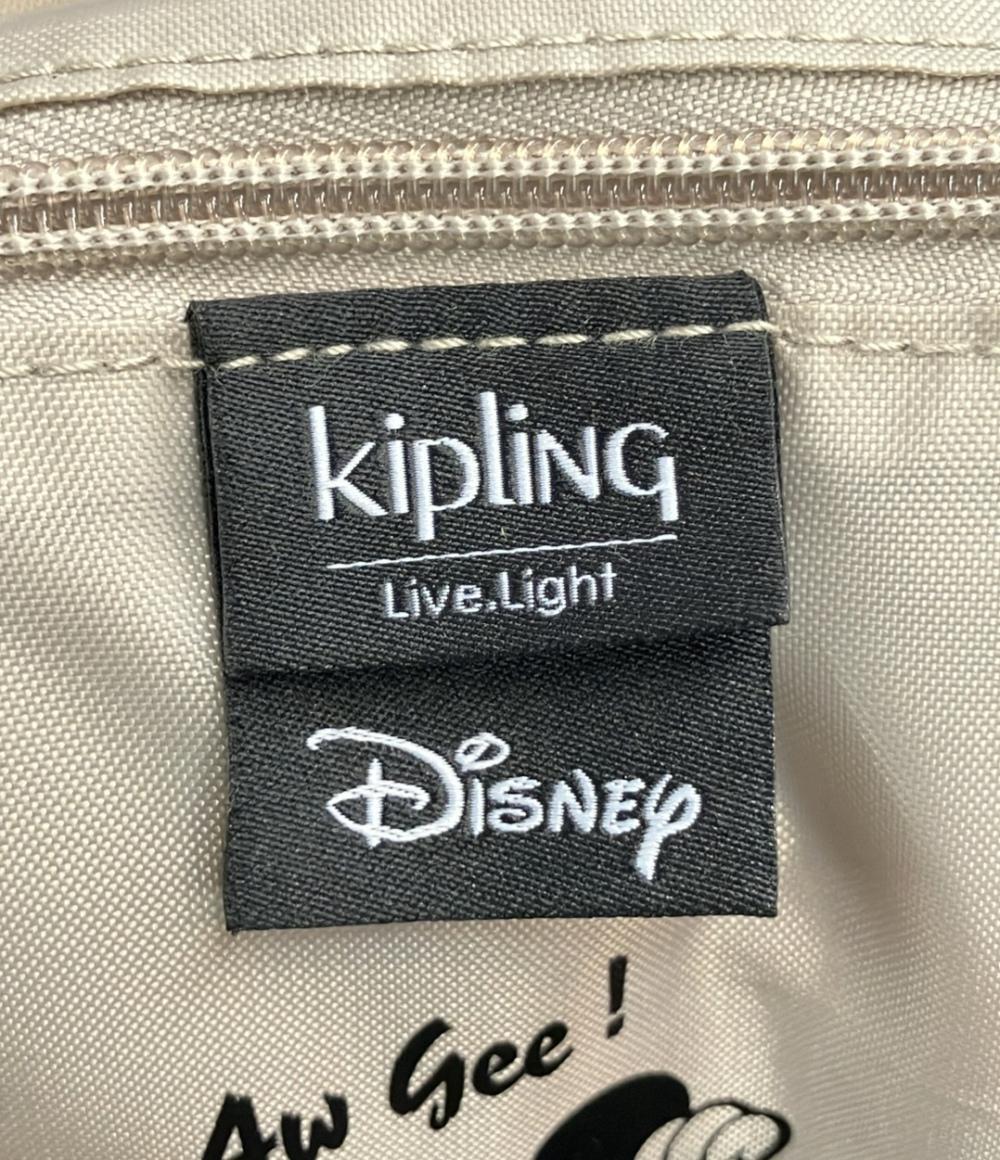 kipling
Live.Light
Disney
Aw Gee !